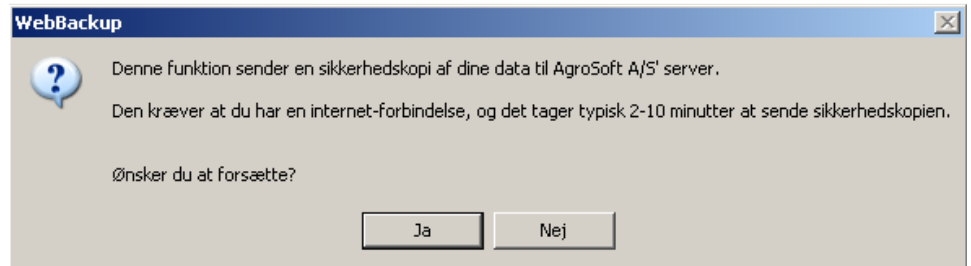 WebBackup
Denne funktion sender en sikkerhedskopi af dine data til AgroSoft A/S' server.
Den kræver at du har en internet-forbindelse, og det tager typisk 2-10 minutter at sende sikkerhedskopien.
Ønsker du at forsætte?
Ja
Nej